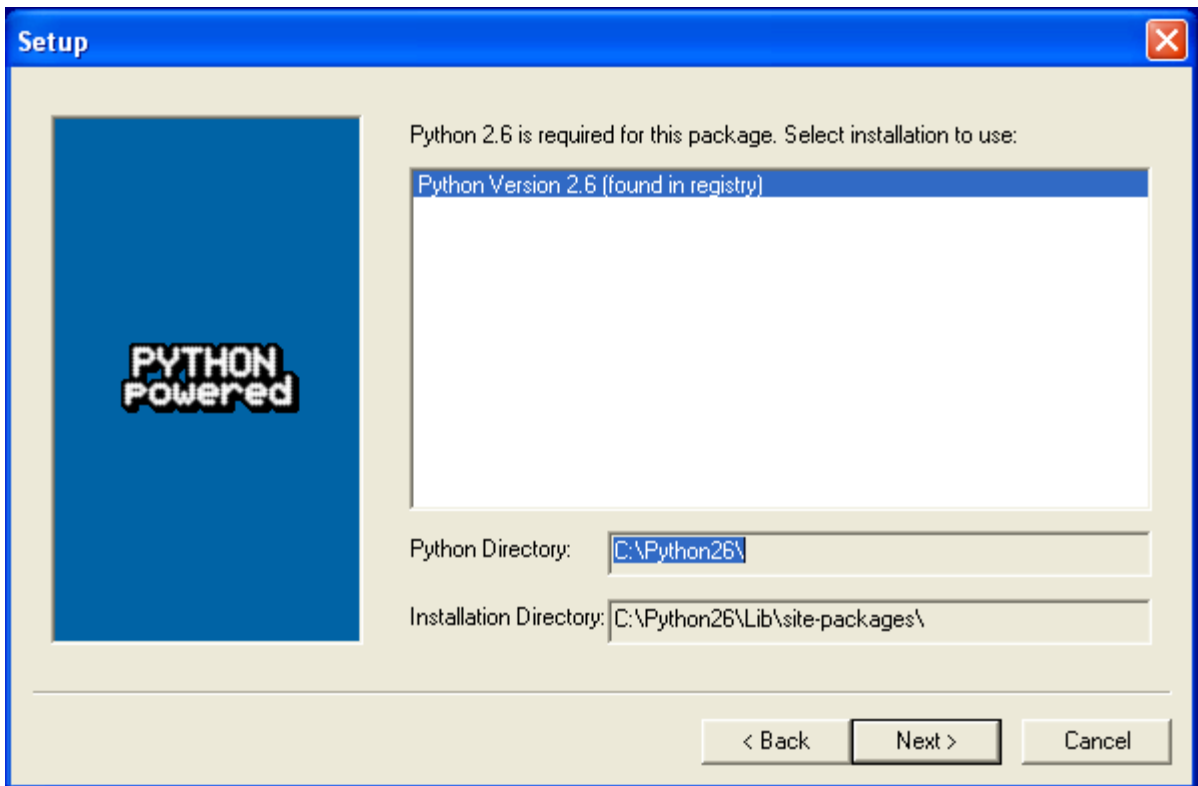 Setup
Python 2.6 is required for this package. Select installation to use:
Python Version 2.6 (found in registry)
PYTHON
powered
Python Directory: C:\Python26\
Installation Directory: C:\Python26\Lib\site-packages\
< Back Next > Cancel